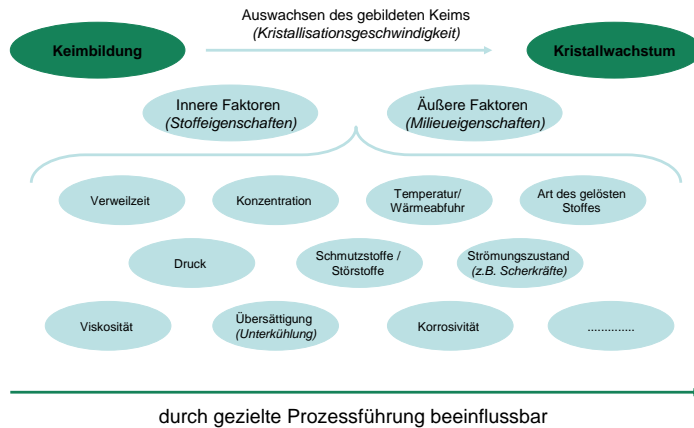 Auswachsen des gebildeten Keims
(Kristallisationsgeschwindigkeit)
Keimbildung
Kristallwachstum
Innere Faktoren
(Stoffeigenschaften)
Äußere Faktoren
(Milieueigenschaften)
Verweilzeit
Konzentration
Temperatur/
Wärmeabfuhr
Art des gelösten
Stoffes
Druck
Schmutzstoffe /
Störstoffe
Strömungszustand
(z.B. Scherkräfte)
Viskosität
Übersättigung
(Unterkühlung)
Korrosivität
..............
durch gezielte Prozessführung beeinflussbar